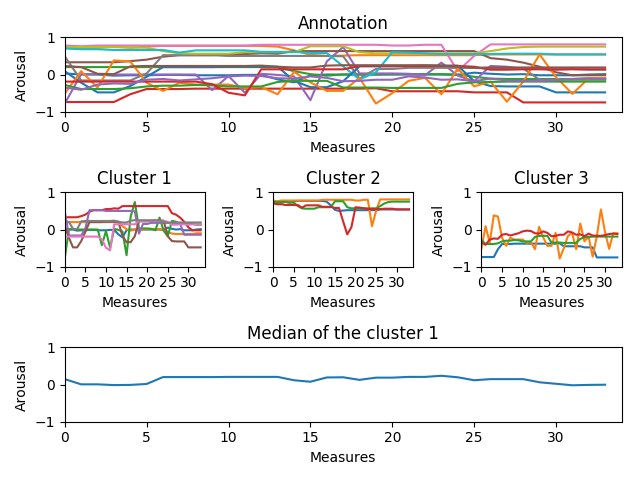 Annotation
1
0
−1
Arousal
0 5 10 15 20 25 30
Measures
Cluster 1 Cluster 2 Cluster 3
1 1 1
0 0 0
−1 −1 −1
Arousal Arousal Arousal
0 5 10 15 20 25 30 0 5 10 15 20 25 30 0 5 10 15 20 25 30
Measures Measures Measures
Median of the cluster 1
1
0
−1
Arousal
0 5 10 15 20 25 30
Measures